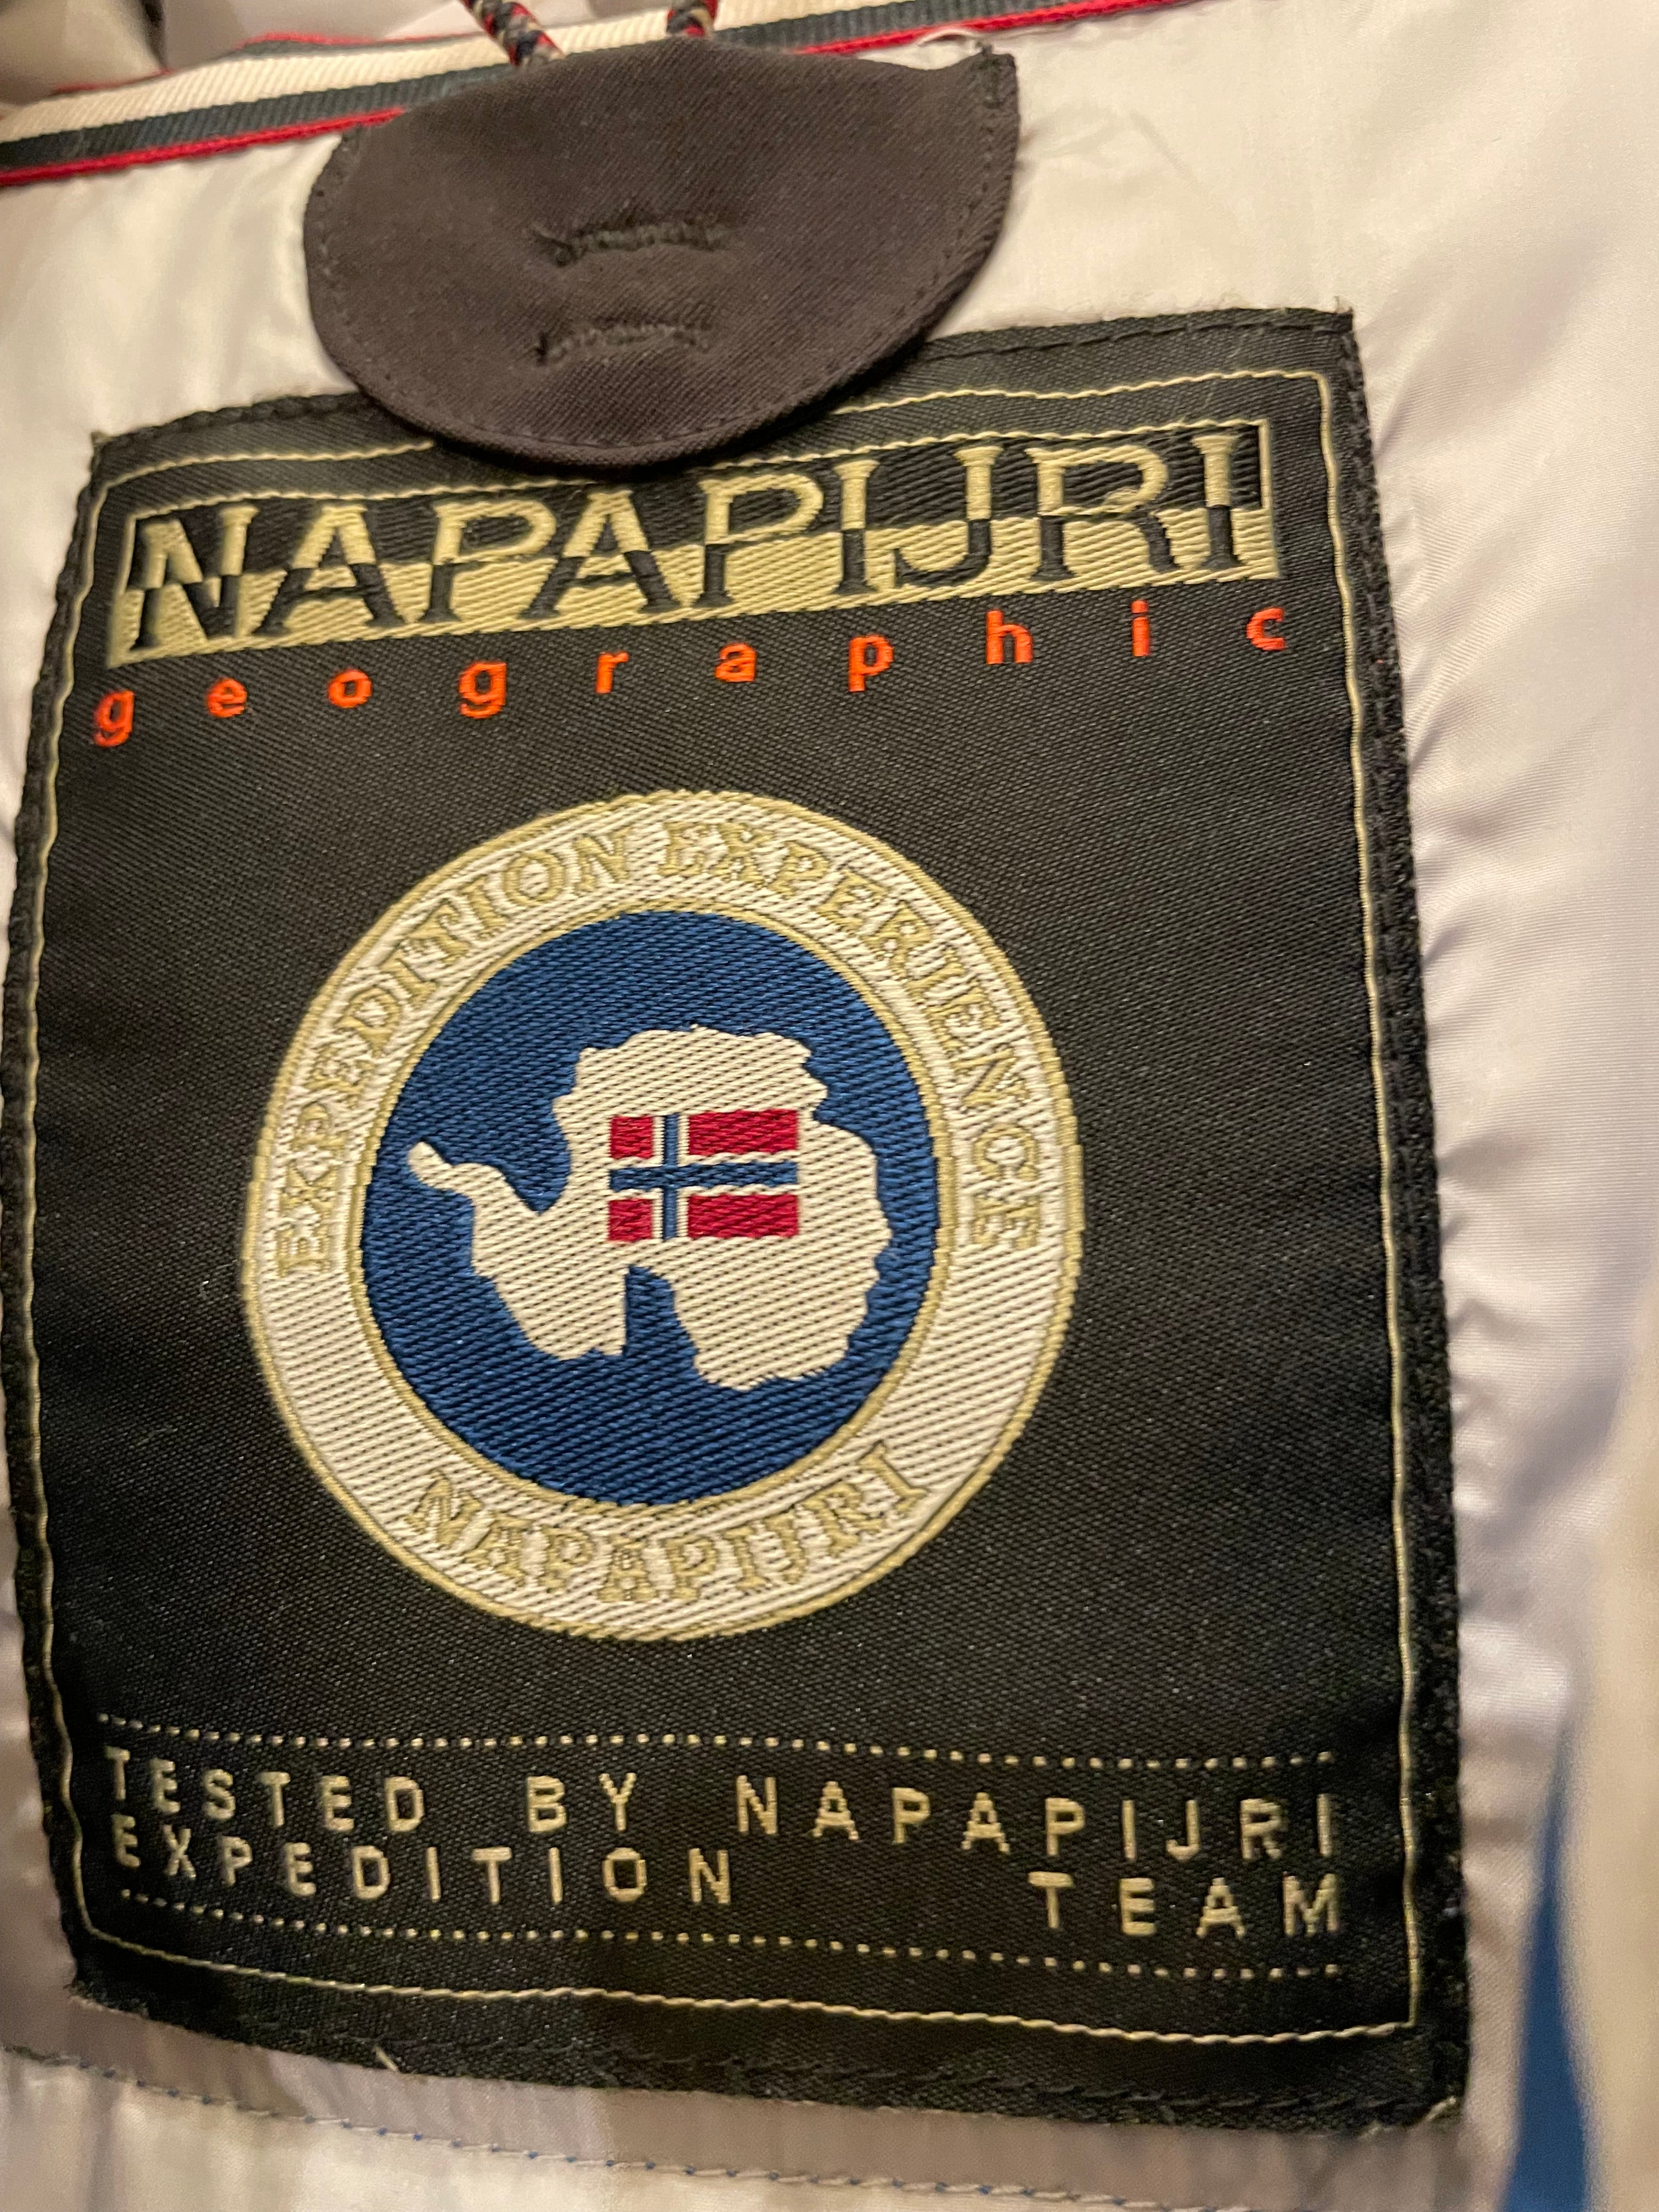 NAPAPIJRI
geographic
EXPEDITION EXPERIENCE
NAPAPIJRI
TESTED BY NAPAPIJRI
EXPEDITION TEAM